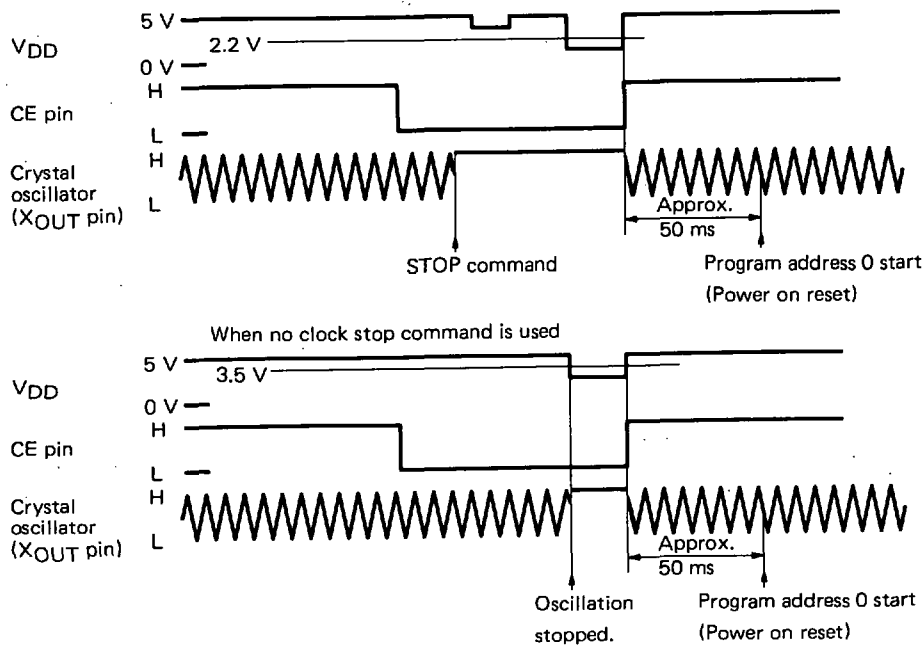 5 V
VDD
2.2 V
0 V
H
CE pin
L
H
Crystal
oscillator
(XOUT pin)
L
Approx.
50 ms
STOP command
Program address 0 start
(Power on reset)
When no clock stop command is used
5 V
VDD
3.5 V
0 V
H
CE pin
L
H
Crystal
oscillator
(XOUT pin)
L
Approx.
50 ms
Oscillation
stopped.
Program address 0 start
(Power on reset)